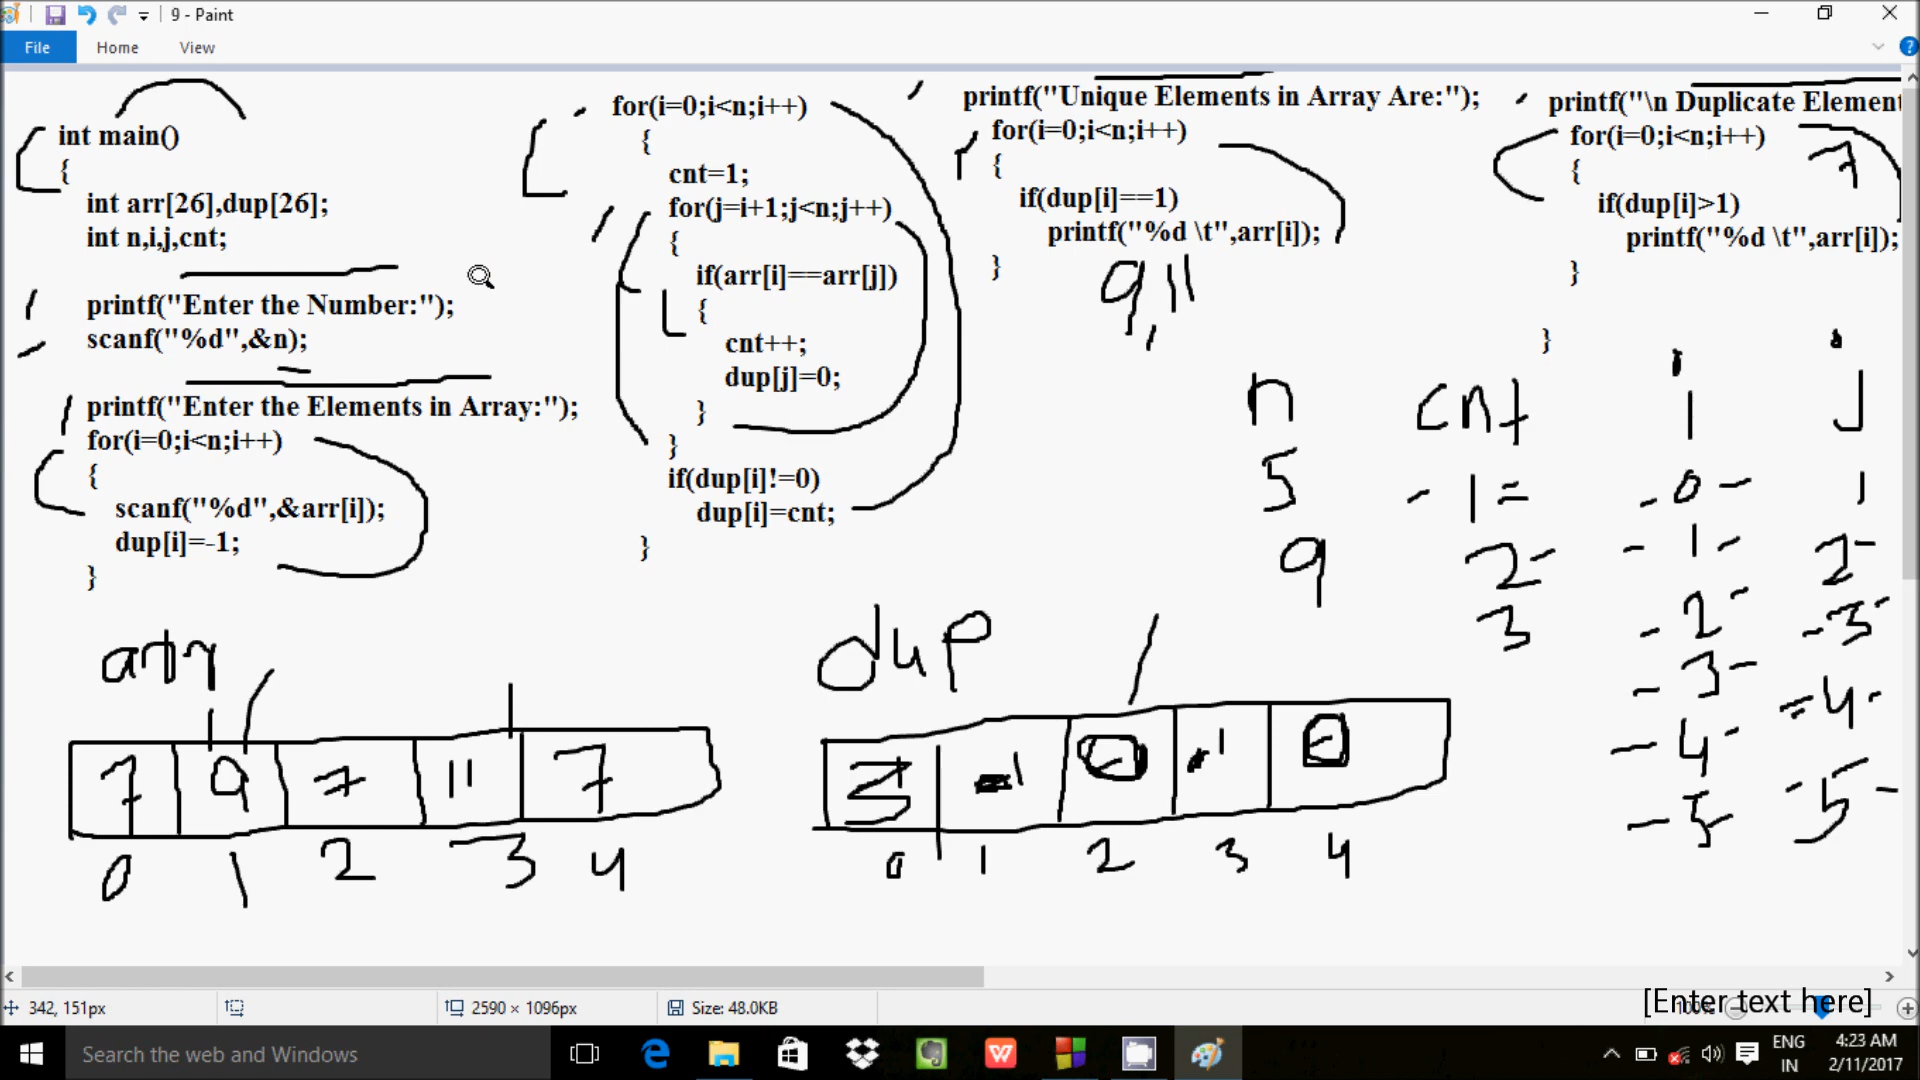 9 - Paint
File Home View
int main()
{
int arr[26],dup[26];
int n,i,j,cnt;
printf("Enter the Number:");
scanf("%d",&n);
printf("Enter the Elements in Array:");
for(i=0;i<n;i++)
{
scanf("%d",&arr[i]);
dup[i]=-1;
}
for(i=0;i<n;i++)
{
cnt=1;
for(j=i+1;j<n;j++)
{
if(arr[i]==arr[j])
{
cnt++;
dup[j]=0;
}
}
if(dup[i]!=0)
dup[i]=cnt;
}
printf("Unique Elements in Array Are:");
for(i=0;i<n;i++)
{
if(dup[i]==1)
printf("%d \t",arr[i]);
}
9, 11
printf("\n Duplicate Element
for(i=0;i<n;i++)
{
if(dup[i]>1)
printf("%d \t",arr[i]);
}
}
7
n cnt i j
5 - 1 = - 0 - 1
9 2 - - 1 - 2 -
3 - 2 - - 3 -
- 3 - = 4 -
- 4 - - 5 -
- 5 -
arr
7 9 7 11 7
0 1 2 3 4
dup
3 -1 0 -1 0
0 1 2 3 4
342, 151px 2590 × 1096px Size: 48.0KB 100%
[Enter text here]
Search the web and Windows
ENG
IN
4:23 AM
2/11/2017